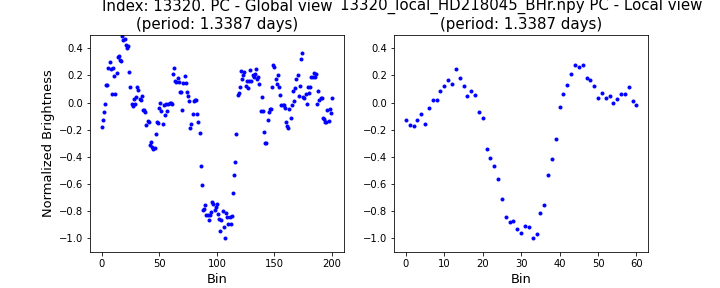 Index: 13320. PC - Global view
(period: 1.3387 days)
13320_local_HD218045_BHr.npy PC - Local view
(period: 1.3387 days)
Normalized Brightness
0.4
0.2
0.0
−0.2
−0.4
−0.6
−0.8
−1.0
0 50 100 150 200
Bin
0.4
0.2
0.0
−0.2
−0.4
−0.6
−0.8
−1.0
0 10 20 30 40 50 60
Bin